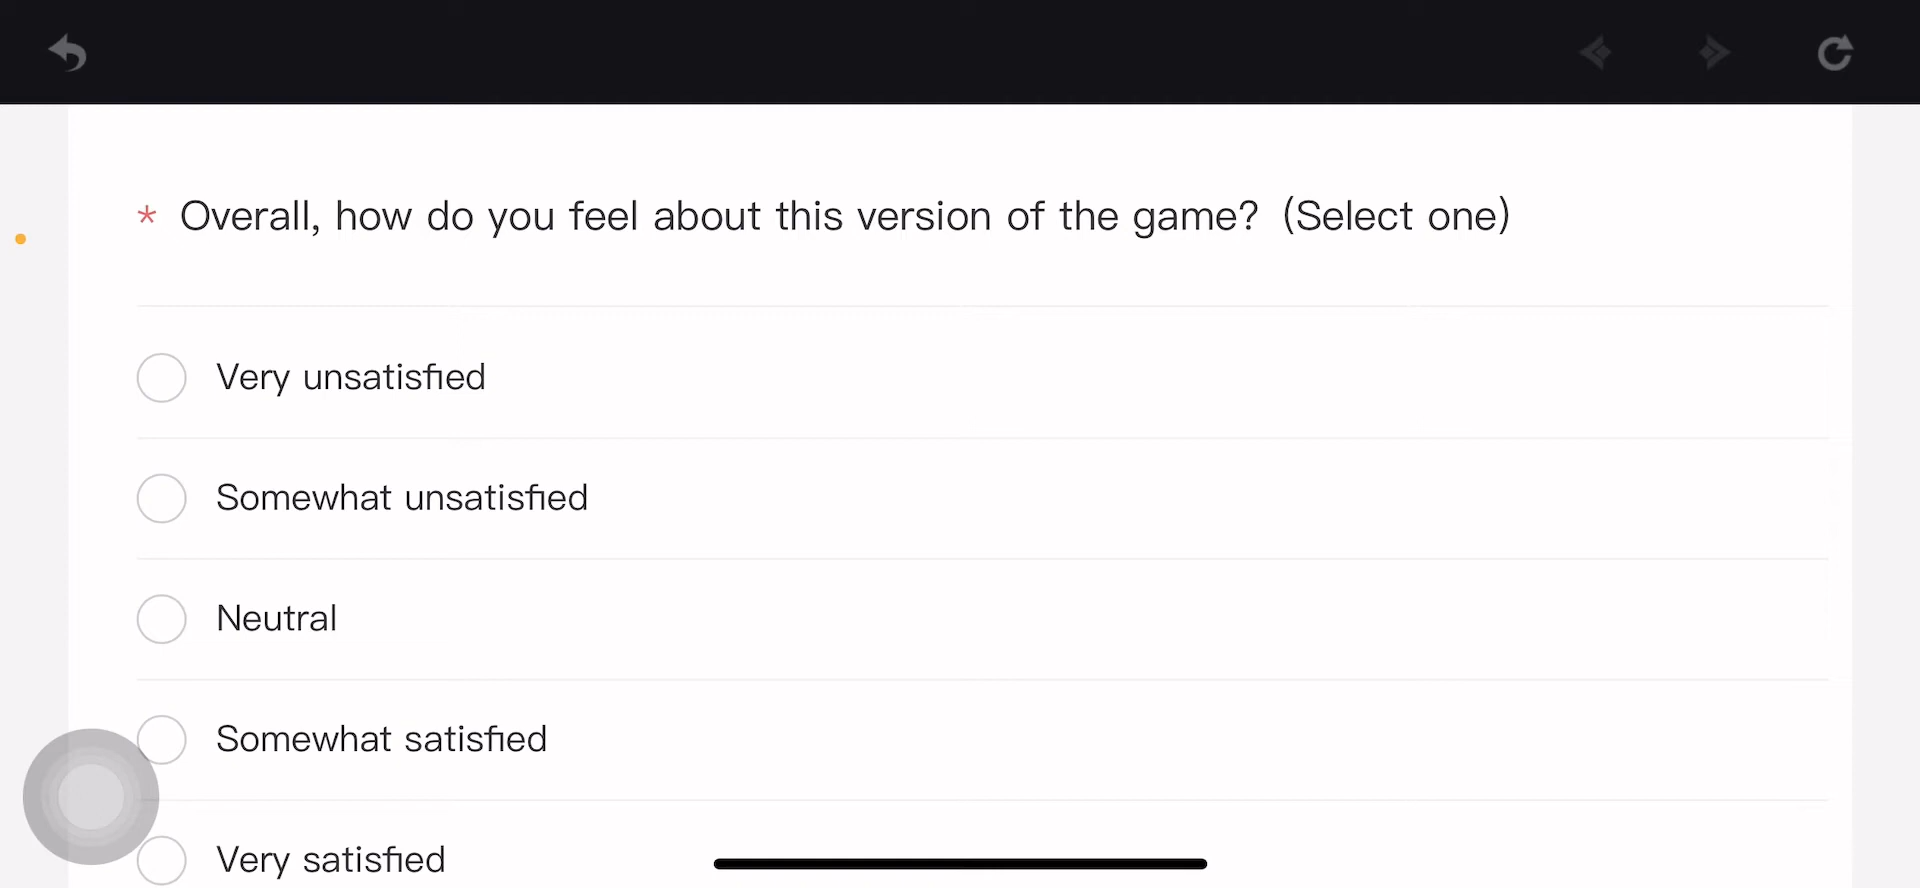 * Overall, how do you feel about this version of the game? (Select one)
Very unsatisfied
Somewhat unsatisfied
Neutral
Somewhat satisfied
Very satisfied